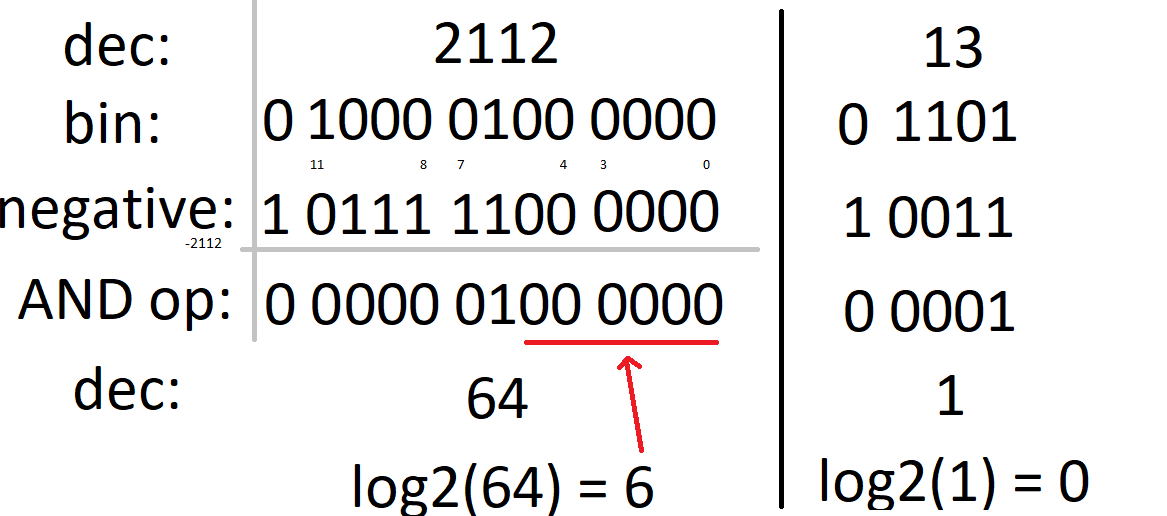 dec: 2112 13
bin: 0 1000 0100 0000 0 1101
11 8 7 4 3 0
negative: 1 0111 1100 0000 1 0011
-2112
AND op: 0 0000 0100 0000 0 0001
dec: 64 1
log2(64) = 6 log2(1) = 0